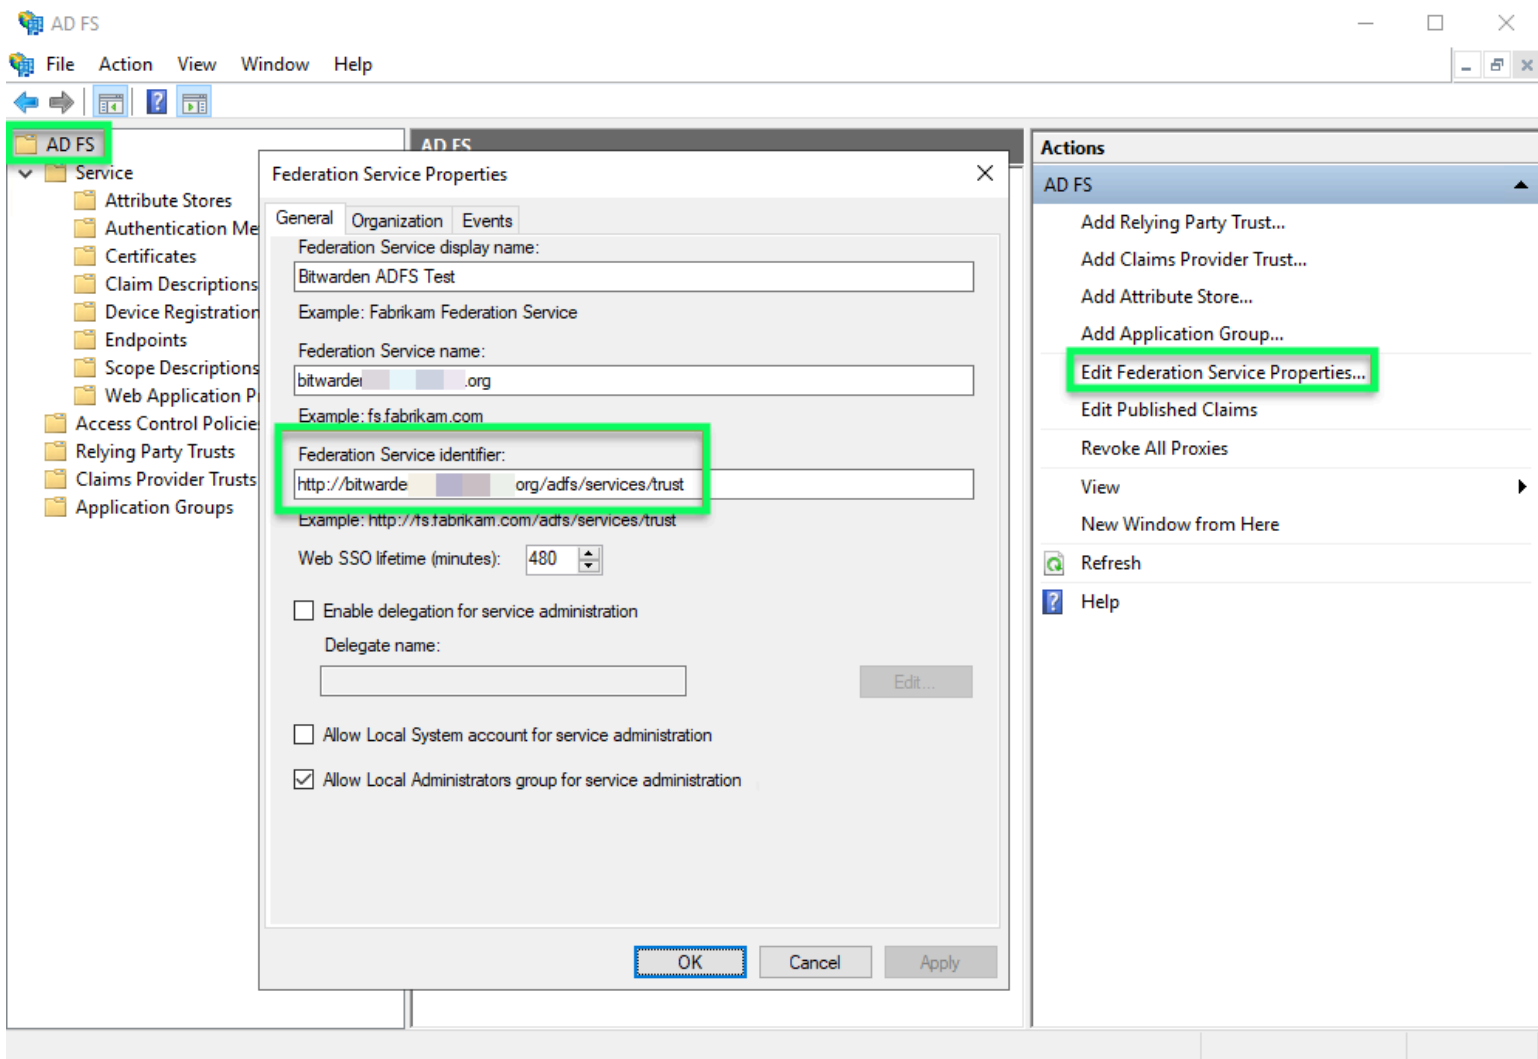 AD FS
File Action View Window Help
AD FS
Service
Attribute Stores
Authentication Me
Certificates
Claim Descriptions
Device Registration
Endpoints
Scope Descriptions
Web Application P
Access Control Policie
Relying Party Trusts
Claims Provider Trusts
Application Groups
AD FS
Federation Service Properties
General Organization Events
Federation Service display name:
Bitwarden ADFS Test
Example: Fabrikam Federation Service
Federation Service name:
bitwarden .org
Example: fs.fabrikam.com
Federation Service identifier:
http://bitwarde org/adfs/services/trust
Example: http://fs.fabrikam.com/adfs/services/trust
Web SSO lifetime (minutes): 480
Enable delegation for service administration
Delegate name:
Edit...
Allow Local System account for service administration
Allow Local Administrators group for service administration
OK Cancel Apply
Actions
AD FS
Add Relying Party Trust...
Add Claims Provider Trust...
Add Attribute Store...
Add Application Group...
Edit Federation Service Properties...
Edit Published Claims
Revoke All Proxies
View
New Window from Here
Refresh
Help